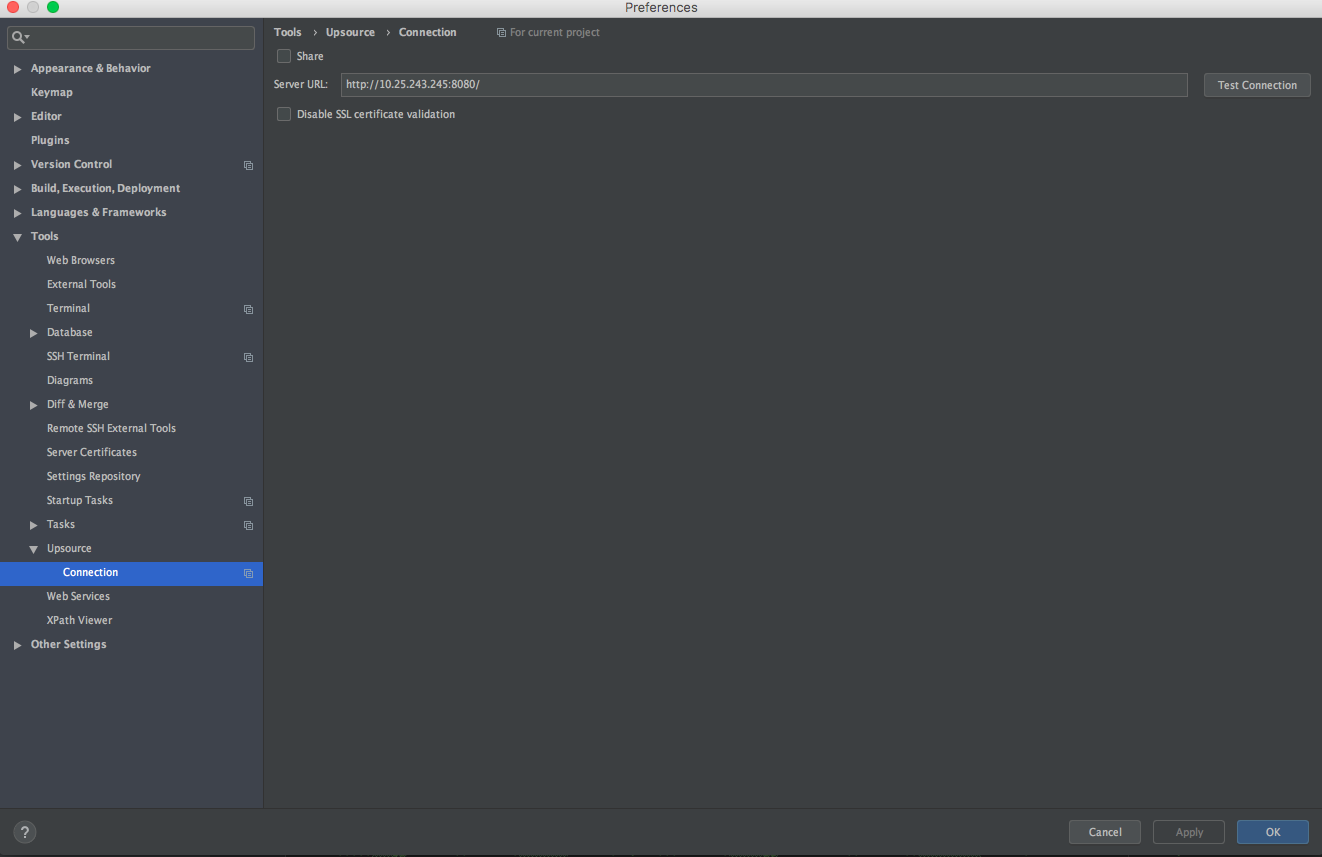 Preferences
Tools › Upsource › Connection For current project
Share
Server URL: http://10.25.243.245:8080/ Test Connection
Disable SSL certificate validation
Appearance & Behavior
Keymap
Editor
Plugins
Version Control
Build, Execution, Deployment
Languages & Frameworks
Tools
Web Browsers
External Tools
Terminal
Database
SSH Terminal
Diagrams
Diff & Merge
Remote SSH External Tools
Server Certificates
Settings Repository
Startup Tasks
Tasks
Upsource
Connection
Web Services
XPath Viewer
Other Settings
? Cancel Apply OK